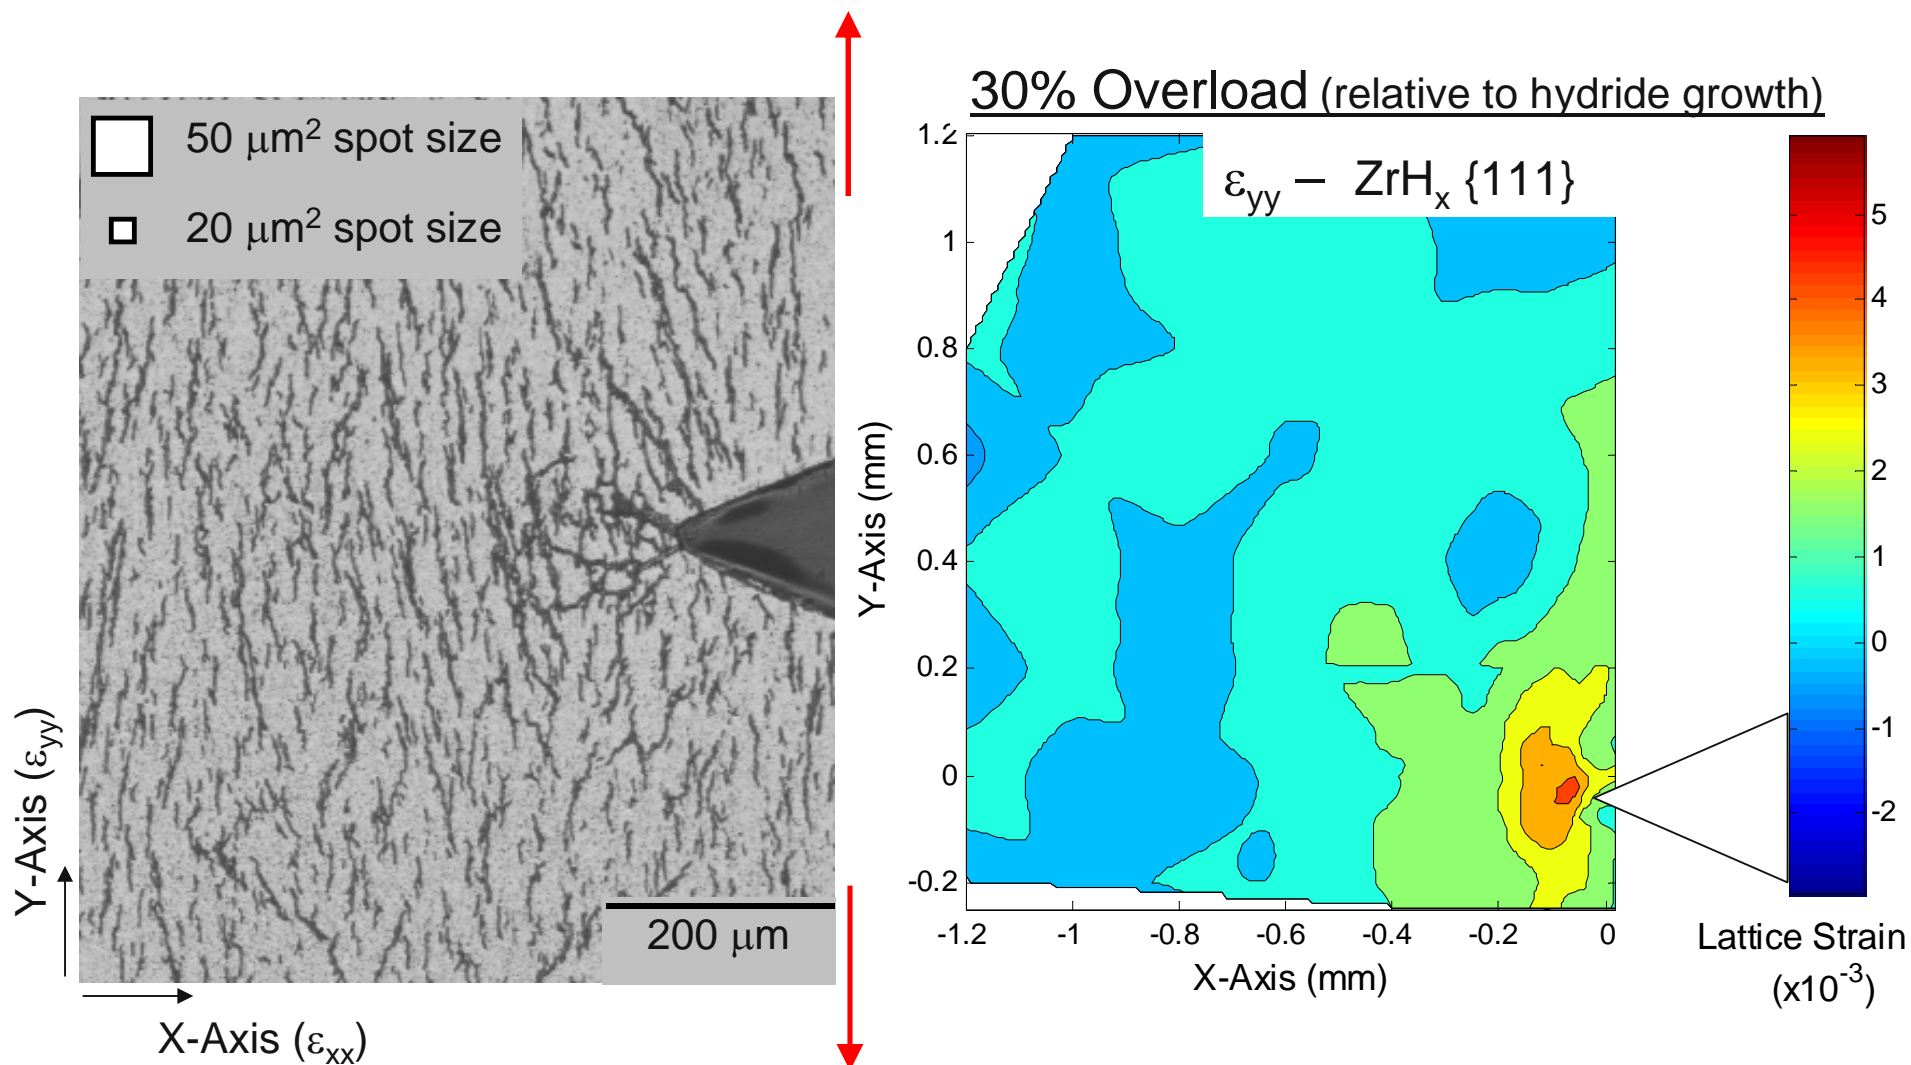 50 μm² spot size
20 μm² spot size
200 μm
Y-Axis (εyy)
X-Axis (εxx)
30% Overload (relative to hydride growth)
εyy – ZrHx {111}
1.2
1
0.8
0.6
0.4
0.2
0
-0.2
Y-Axis (mm)
-1.2 -1 -0.8 -0.6 -0.4 -0.2 0
X-Axis (mm)
5
4
3
2
1
0
-1
-2
Lattice Strain
(x10⁻³)